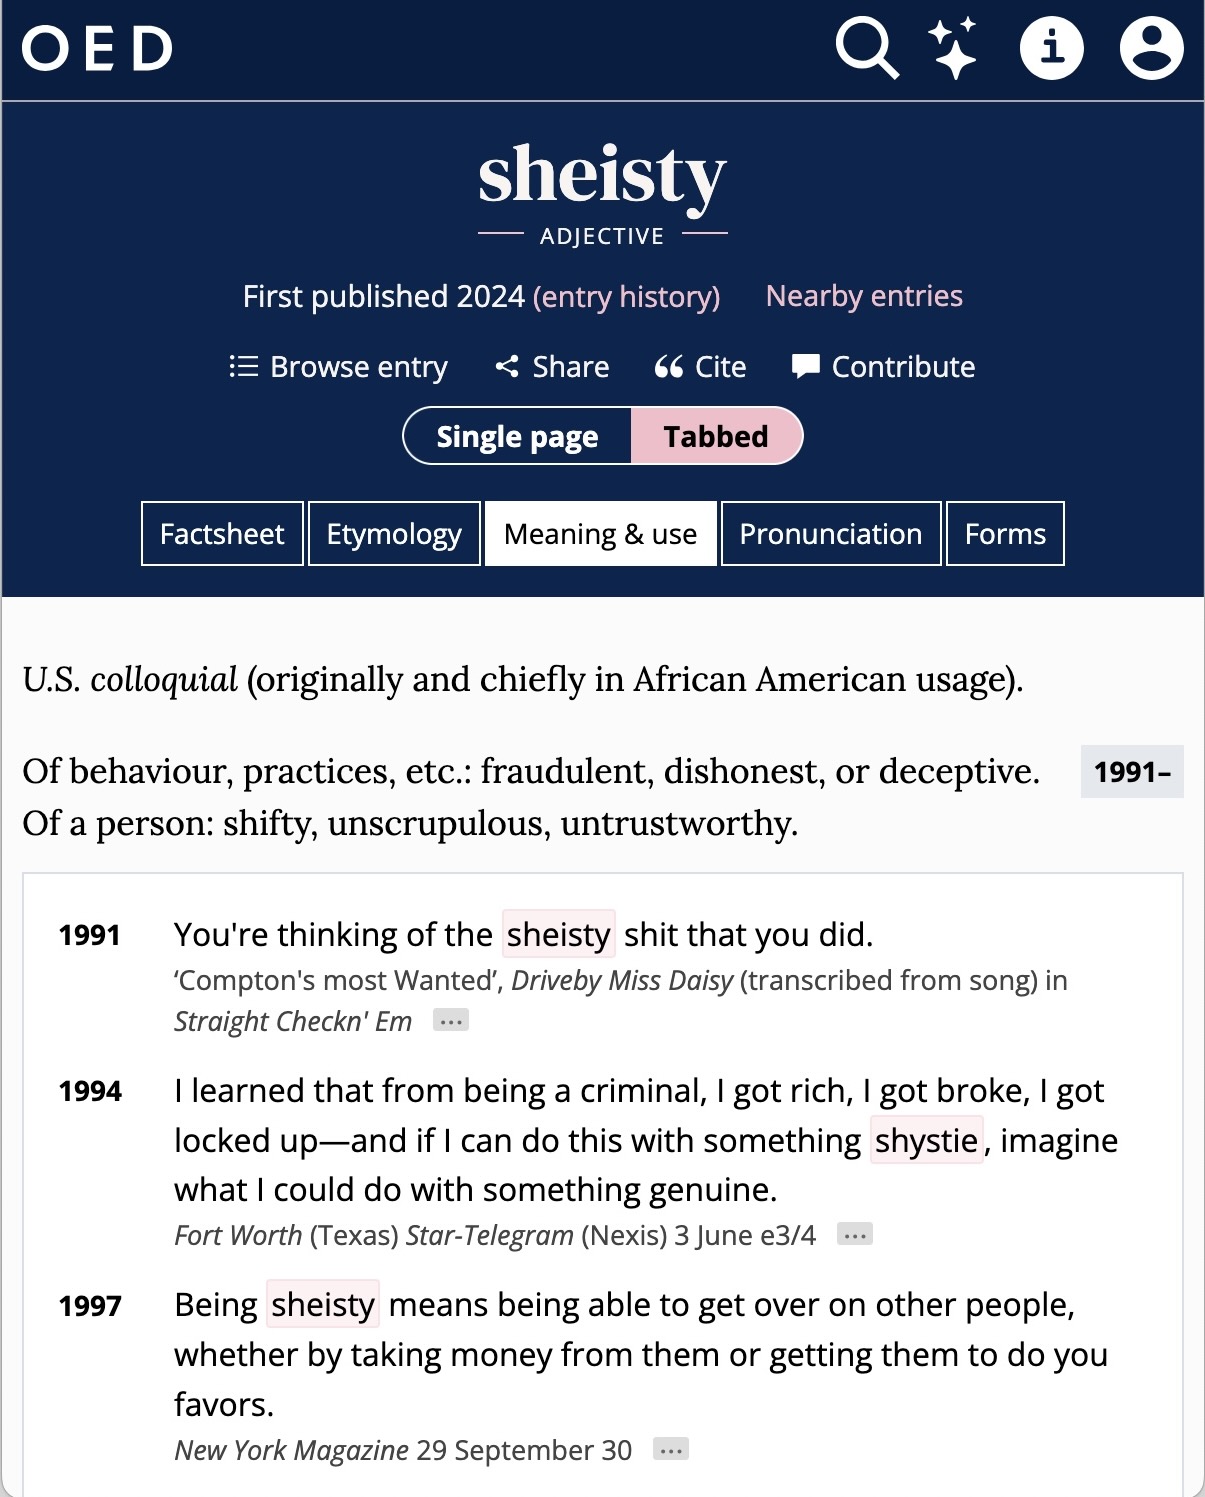 OED
sheisty
ADJECTIVE
First published 2024 (entry history) Nearby entries
Browse entry Share Cite Contribute
Single page Tabbed
Factsheet Etymology Meaning & use Pronunciation Forms
U.S. colloquial (originally and chiefly in African American usage).
Of behaviour, practices, etc.: fraudulent, dishonest, or deceptive. 1991–
Of a person: shifty, unscrupulous, untrustworthy.
1991 You're thinking of the sheisty shit that you did.
‘Compton's most Wanted’, Driveby Miss Daisy (transcribed from song) in
Straight Checkn' Em ...
1994 I learned that from being a criminal, I got rich, I got broke, I got
locked up—and if I can do this with something shystie, imagine
what I could do with something genuine.
Fort Worth (Texas) Star-Telegram (Nexis) 3 June e3/4 ...
1997 Being sheisty means being able to get over on other people,
whether by taking money from them or getting them to do you
favors.
New York Magazine 29 September 30 ...